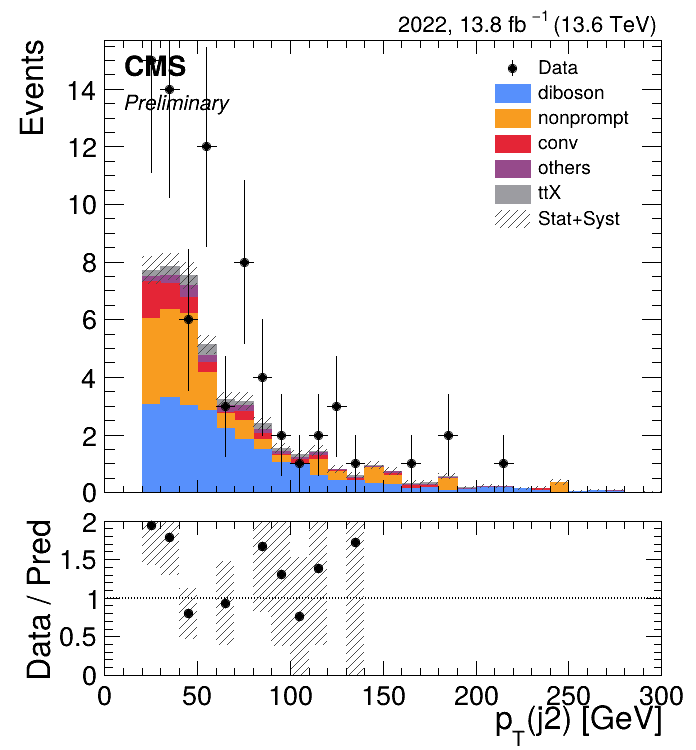 2022, 13.8 fb⁻¹ (13.6 TeV)
Events
CMS
Preliminary
Data
diboson
nonprompt
conv
others
ttX
Stat+Syst
14
12
10
8
6
4
2
0
Data / Pred
2
1.5
1
0.5
0
0 50 100 150 200 250 300
p_T(j2) [GeV]